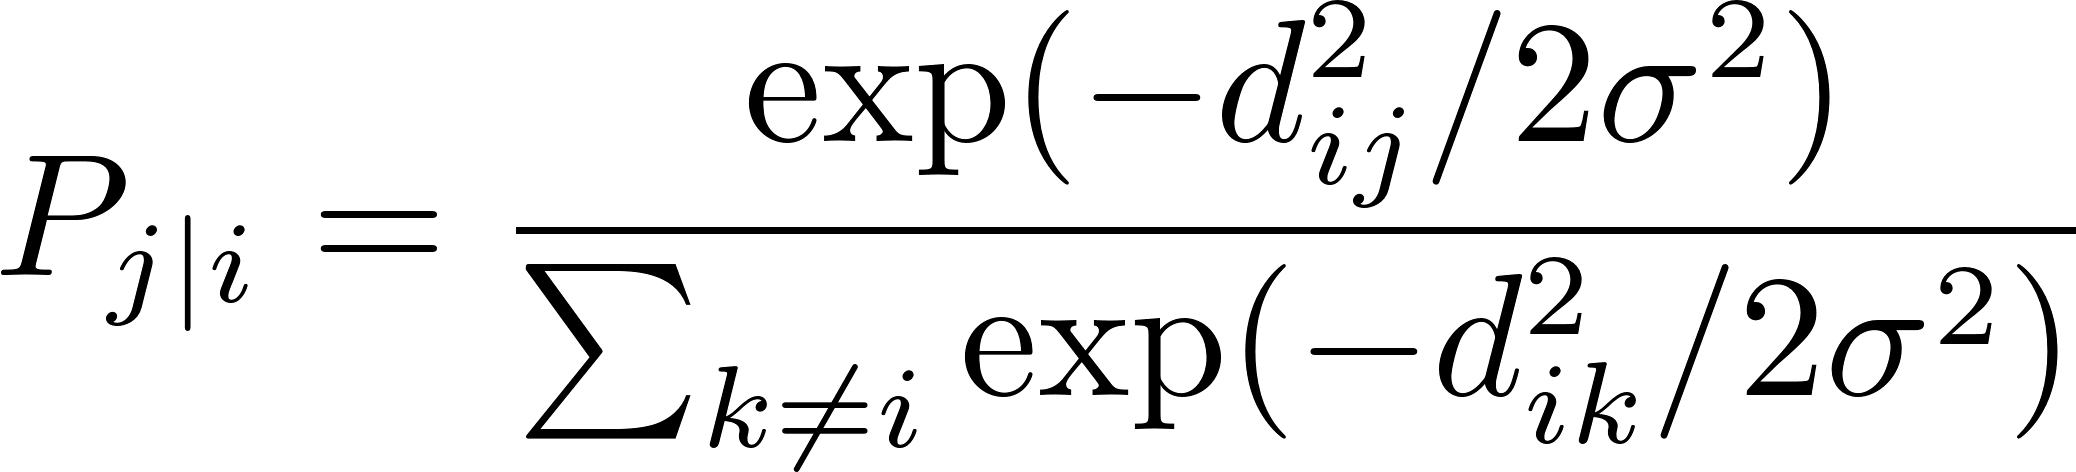 P_{j|i} = \frac{\exp(-d_{ij}^2/2\sigma^2)}{\sum_{k \neq i} \exp(-d_{ik}^2/2\sigma^2)}